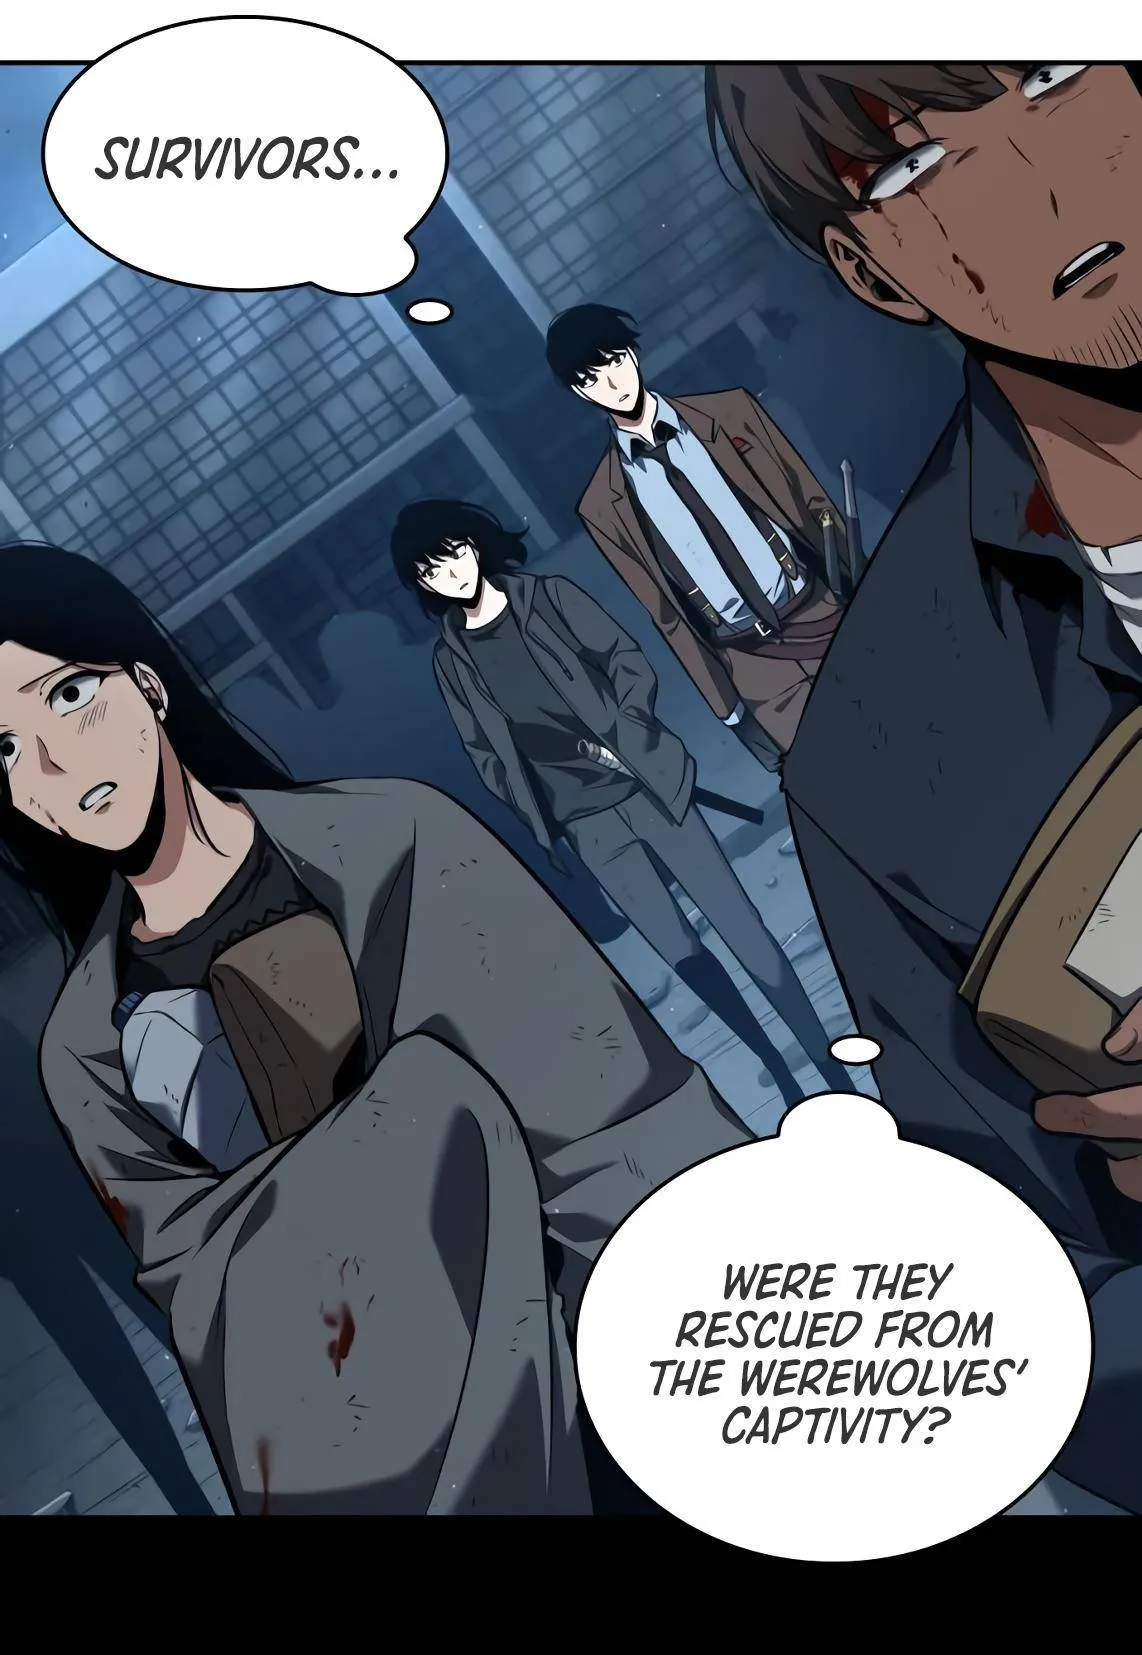 SURVIVORS...
WERE THEY
RESCUED FROM
THE WEREWOLVES'
CAPTIVITY?